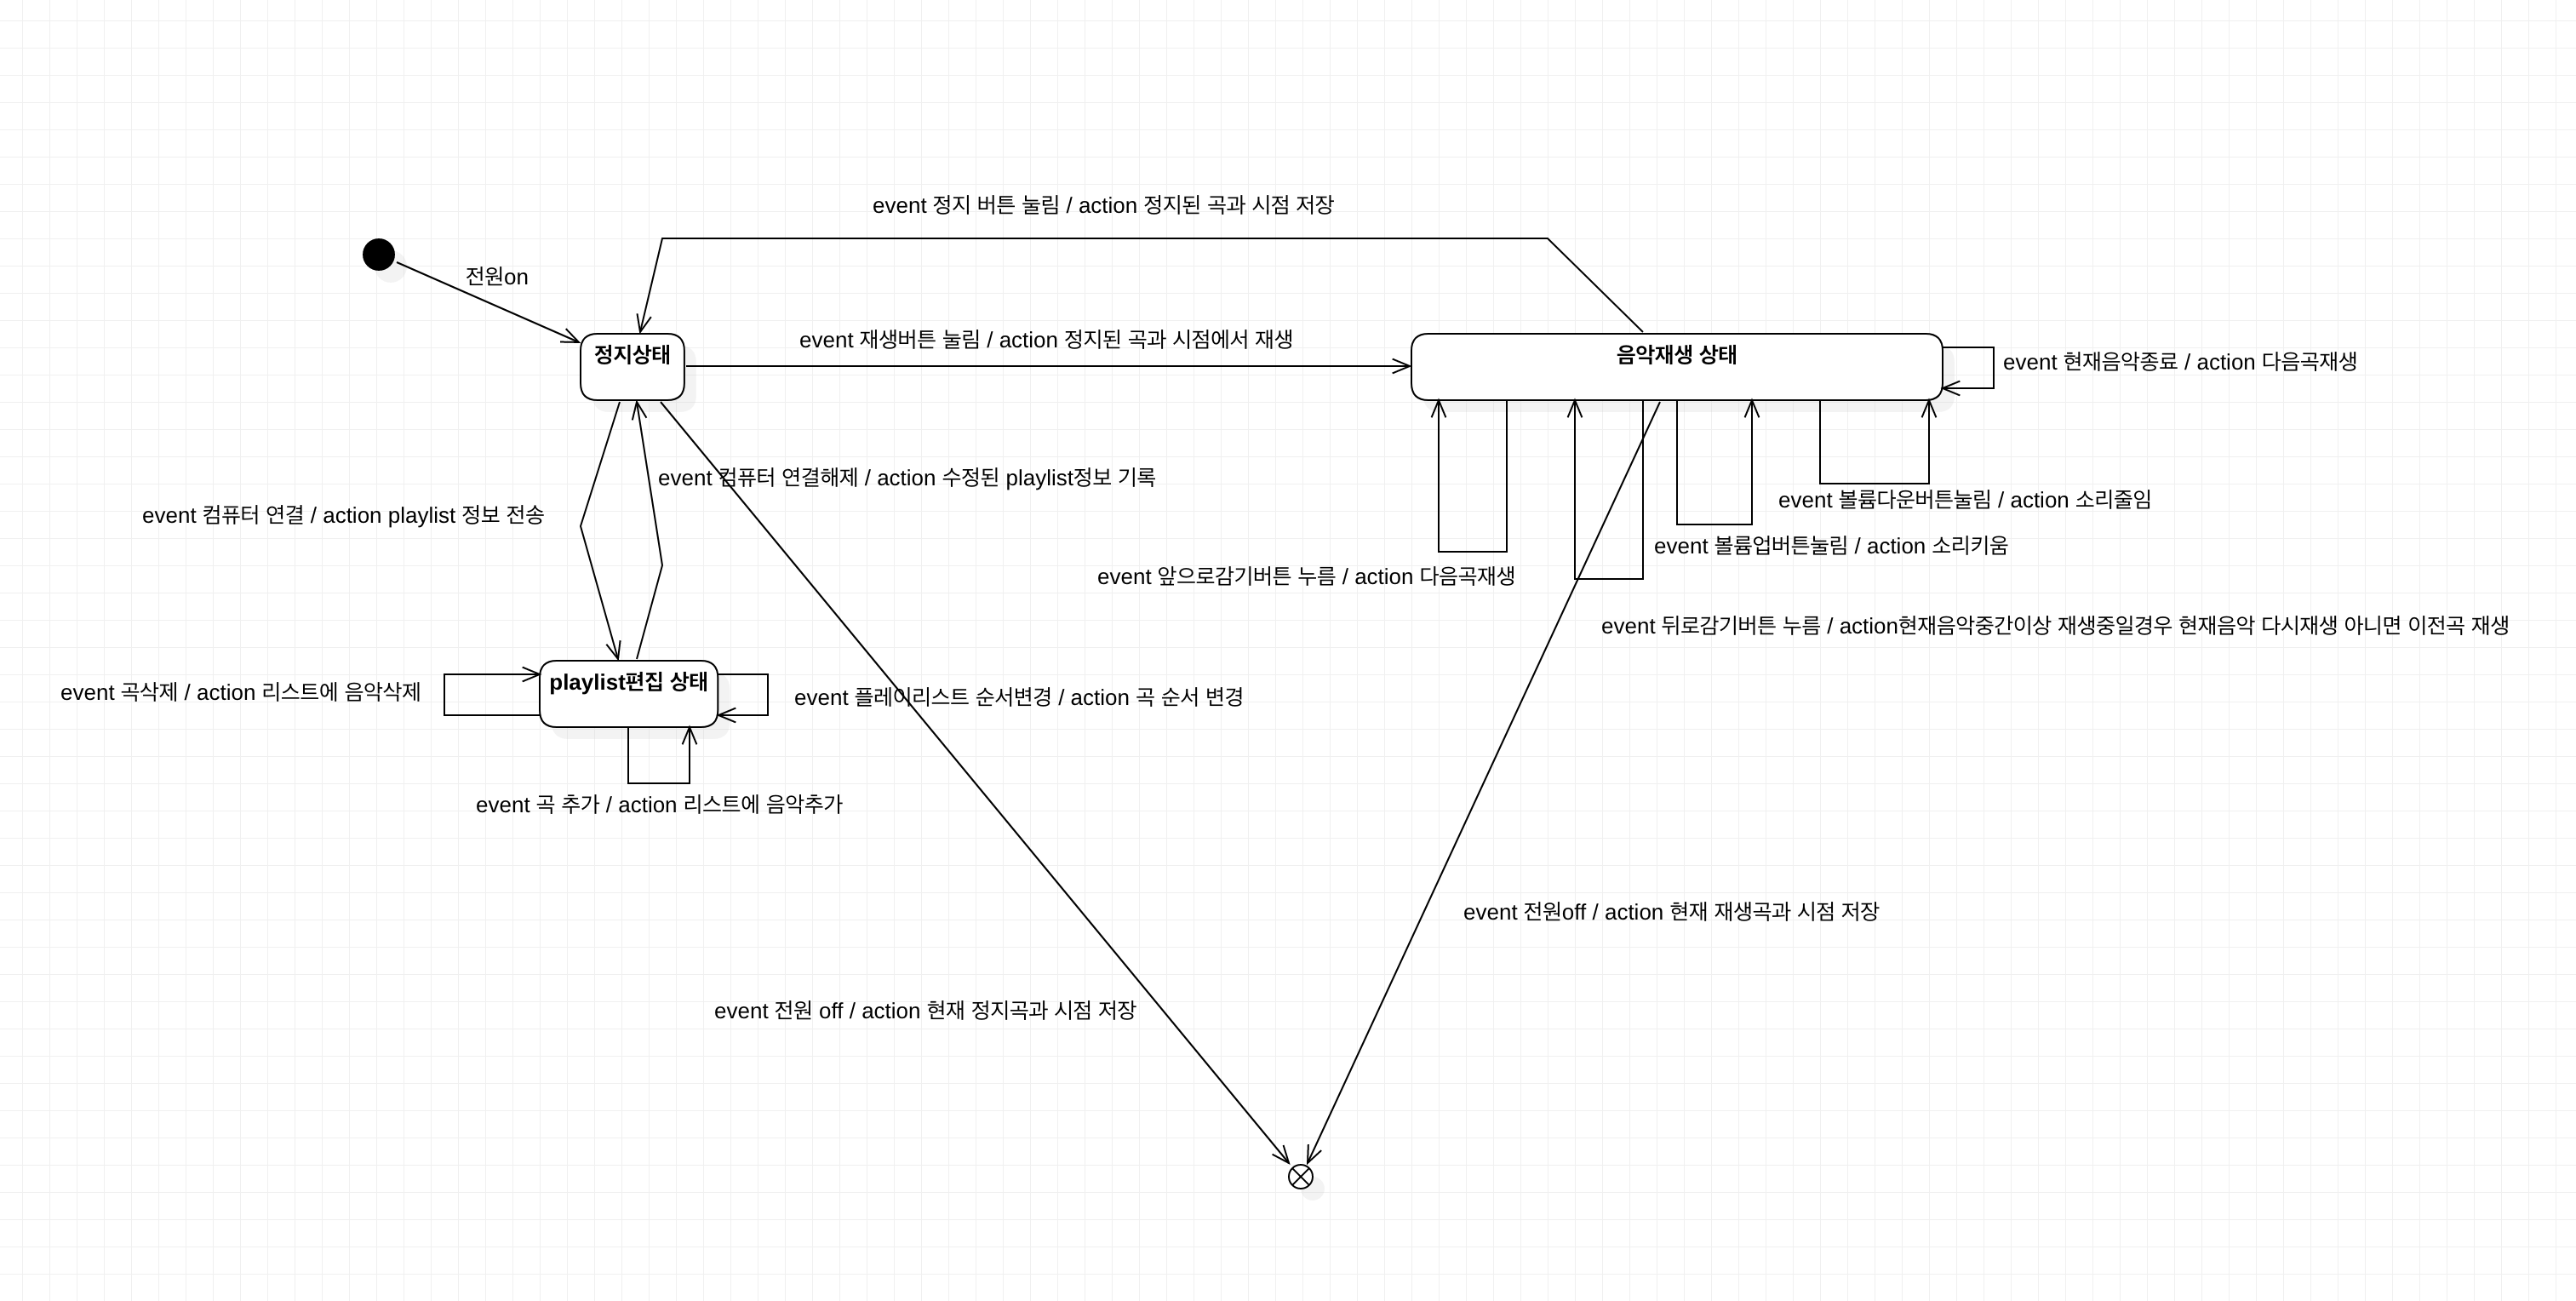 event 정지 버튼 눌림 / action 정지된 곡과 시점 저장
전원on
event 재생버튼 눌림 / action 정지된 곡과 시점에서 재생
정지상태
음악재생 상태
event 현재음악종료 / action 다음곡재생
event 컴퓨터 연결해제 / action 수정된 playlist정보 기록
event 볼륨다운버튼눌림 / action 소리줄임
event 컴퓨터 연결 / action playlist 정보 전송
event 볼륨업버튼눌림 / action 소리키움
event 앞으로감기버튼 누름 / action 다음곡재생
event 뒤로감기버튼 누름 / action현재음악중간이상 재생중일경우 현재음악 다시재생 아니면 이전곡 재생
playlist편집 상태
event 곡삭제 / action 리스트에 음악삭제
event 플레이리스트 순서변경 / action 곡 순서 변경
event 곡 추가 / action 리스트에 음악추가
event 전원off / action 현재 재생곡과 시점 저장
event 전원 off / action 현재 정지곡과 시점 저장